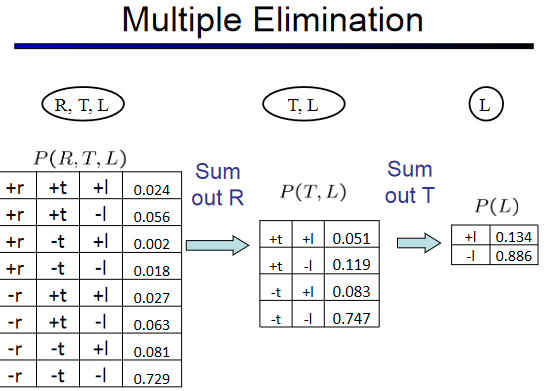 Multiple Elimination
R, T, L
T, L
L
P(R, T, L)
+r +t +l 0.024
+r +t -l 0.056
+r -t +l 0.002
+r -t -l 0.018
-r +t +l 0.027
-r +t -l 0.063
-r -t +l 0.081
-r -t -l 0.729
Sum
out R
P(T, L)
+t +l 0.051
+t -l 0.119
-t +l 0.083
-t -l 0.747
Sum
out T
P(L)
+l 0.134
-l 0.886